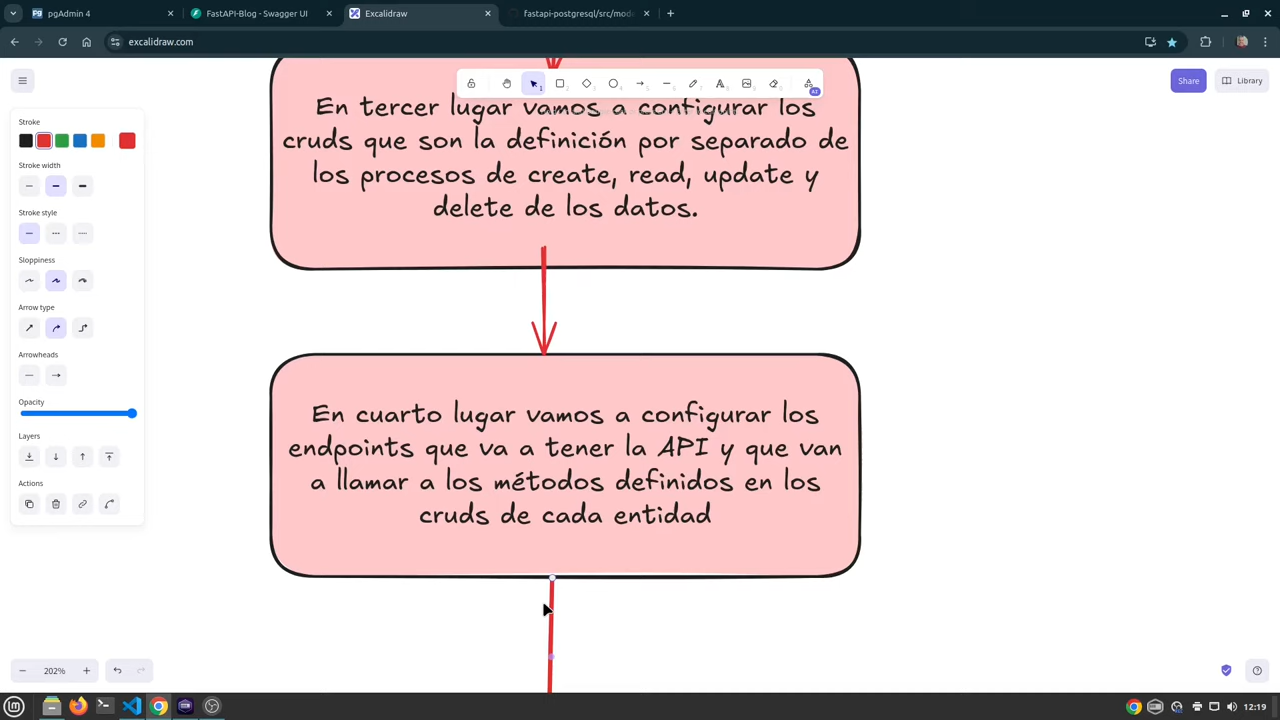 pgAdmin 4
FastAPI-Blog - Swagger UI
Excalidraw
fastapi-postgresql/src/mode
excalidraw.com
Share
Library
Stroke
Stroke width
Stroke style
Sloppiness
Arrow type
Arrowheads
Opacity
Layers
Actions
En tercer lugar vamos a configurar los
cruds que son la definición por separado de
los procesos de create, read, update y
delete de los datos.
En cuarto lugar vamos a configurar los
endpoints que va a tener la API y que van
a llamar a los métodos definidos en los
cruds de cada entidad
202%
12:19